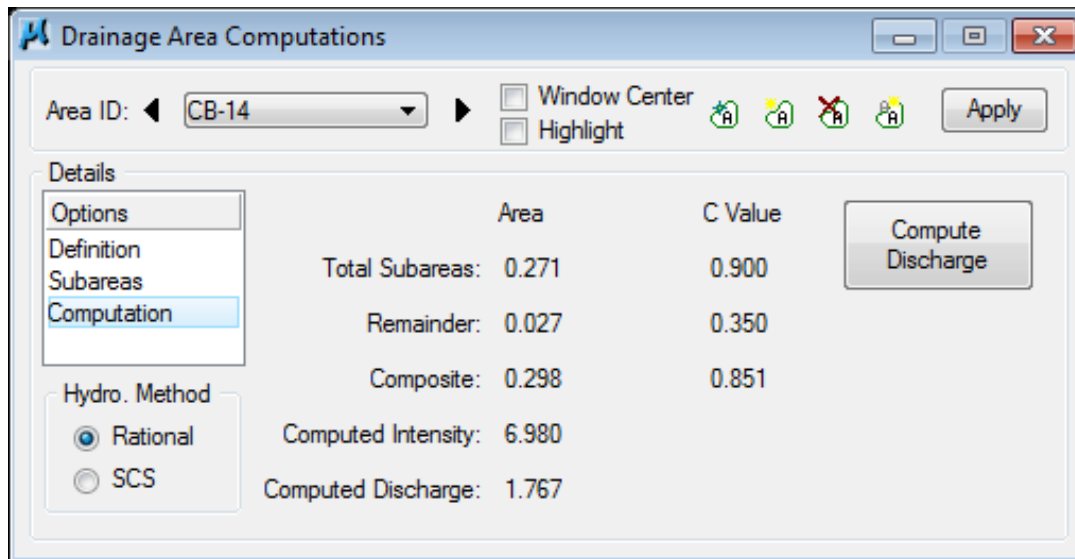 Drainage Area Computations
Area ID:
CB-14
Window Center
Highlight
A
A
A
A
Apply
Details
Options
Definition
Subareas
Computation
Area
C Value
Compute
Discharge
Total Subareas: 0.271 0.900
Remainder: 0.027 0.350
Composite: 0.298 0.851
Hydro. Method
Rational
SCS
Computed Intensity: 6.980
Computed Discharge: 1.767